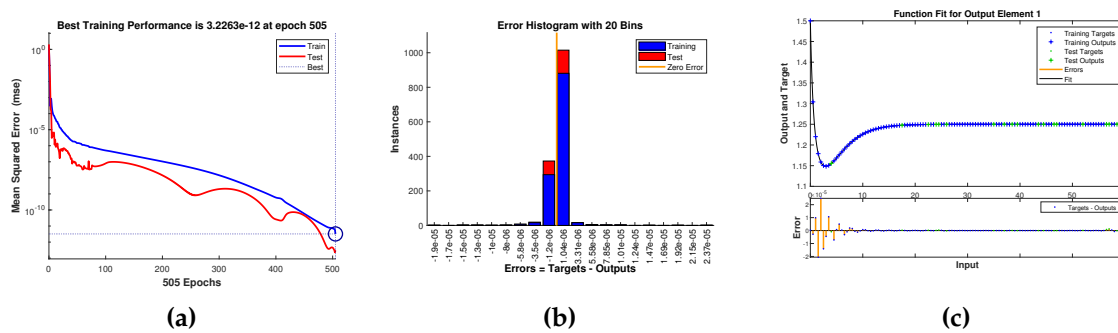 Best Training Performance is 3.2263e-12 at epoch 505
Mean Squared Error (mse)
10^0
10^-5
10^-10
Train
Test
Best
0 100 200 300 400 500
505 Epochs
(a)
Error Histogram with 20 Bins
Instances
1000
800
600
400
200
0
Training
Test
Zero Error
-1.9e-05
-1.7e-05
-1.5e-05
-1.3e-05
-1e-05
-8e-06
-5.8e-06
-3.5e-06
-1.2e-06
1.04e-06
3.31e-06
5.58e-06
7.85e-06
1.01e-05
1.24e-05
1.47e-05
1.69e-05
1.92e-05
2.15e-05
2.37e-05
Errors = Targets - Outputs
(b)
Function Fit for Output Element 1
Output and Target
1.5
1.45
1.4
1.35
1.3
1.25
1.2
1.15
1.1
Training Targets
Training Outputs
Test Targets
Test Outputs
Errors
Fit
10 20 30 40 50
Error
2
1
0
-1
-2
Targets - Outputs
Input
(c)